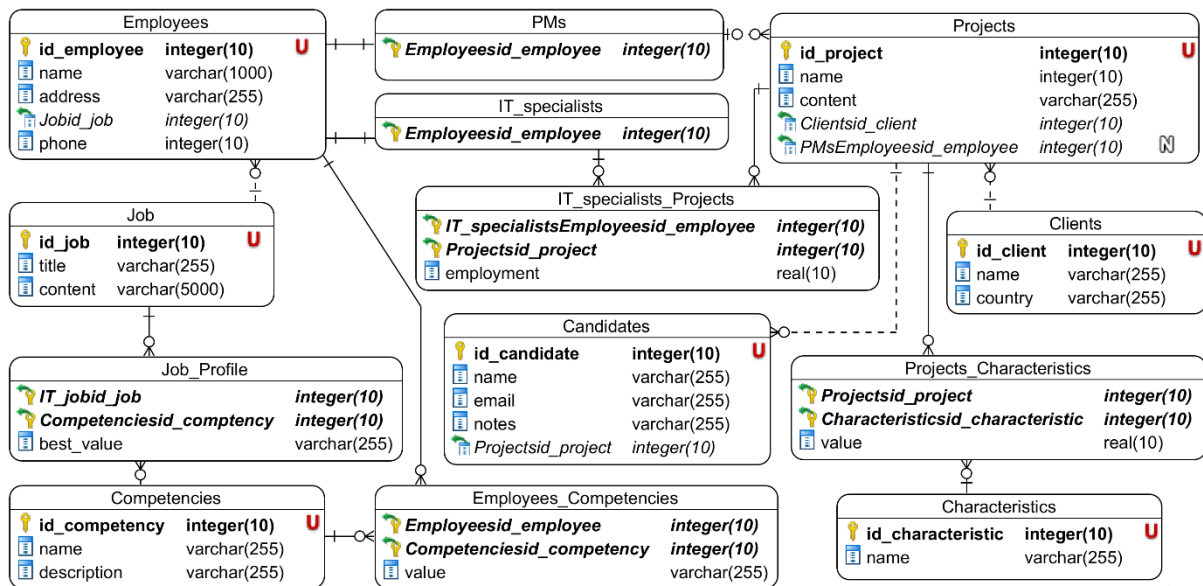 Employees
id_employee integer(10) U
name varchar(1000)
address varchar(255)
Jobid_job integer(10)
phone integer(10)
PMs
Employeesid_employee integer(10)
Projects
id_project integer(10) U
name integer(10)
content varchar(255)
Clientsid_client integer(10)
PMsEmployeesid_employee integer(10) N
IT_specialists
Employeesid_employee integer(10)
IT_specialists_Projects
IT_specialistsEmployeesid_employee integer(10)
Projectsid_project integer(10)
employment real(10)
Job
id_job integer(10) U
title varchar(255)
content varchar(5000)
Clients
id_client integer(10) U
name varchar(255)
country varchar(255)
Candidates
id_candidate integer(10) U
name varchar(255)
email varchar(255)
notes varchar(255)
Projectsid_project integer(10)
Job_Profile
IT_jobid_job integer(10)
Competenciesid_comptency integer(10)
best_value varchar(255)
Projects_Characteristics
Projectsid_project integer(10)
Characteristicsid_characteristic integer(10)
value real(10)
Competencies
id_competency integer(10) U
name varchar(255)
description varchar(255)
Employees_Competencies
Employeesid_employee integer(10)
Competenciesid_competency integer(10)
value varchar(255)
Characteristics
id_characteristic integer(10) U
name varchar(255)